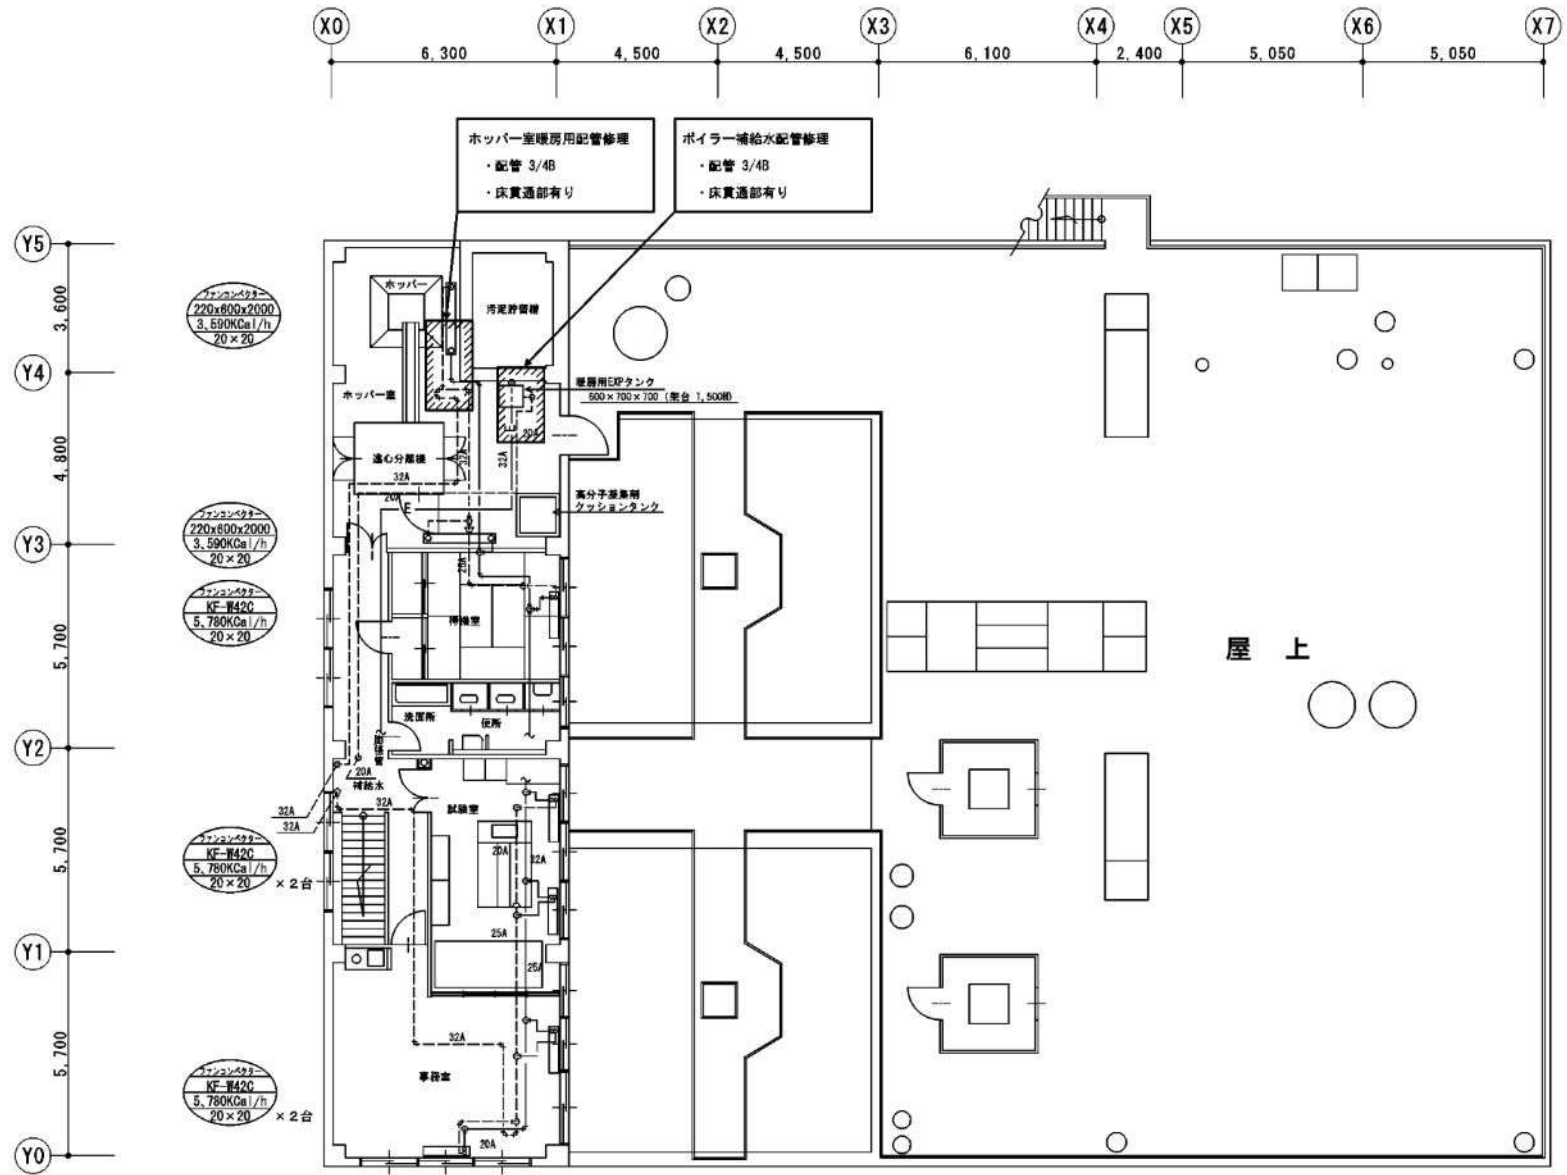 X0 X1 X2 X3 X4 X5 X6 X7
6,300 4,500 4,500 6,100 2,400 5,050 5,050
ホッパー室暖房用配管修理
・配管 3/4B
・床貫通部有り
ボイラー補給水配管修理
・配管 3/4B
・床貫通部有り
Y5
3,600
Y4
4,800
Y3
5,700
Y2
5,700
Y1
5,700
Y0
ファンコンベクター
220x600x2000
3,590KCal/h
20×20
ファンコンベクター
220x600x2000
3,590KCal/h
20×20
ファンコンベクター
KF-W42C
5,780KCal/h
20×20
ファンコンベクター
KF-W42C
5,780KCal/h
20×20
×2台
ファンコンベクター
KF-W42C
5,780KCal/h
20×20
×2台
ホッパー
汚泥貯留槽
ホッパー室
暖房用EXPタンク
600×700×700 (架台 1,500H)
20A
32A
32A
遠心分離機
32A
20A
E
高分子凝集剤
クッションタンク
25A
洗面所
便所
20A
補給水
32A
32A
32A
試験室
20A
32A
25A
25A
32A
事務室
20A
屋上